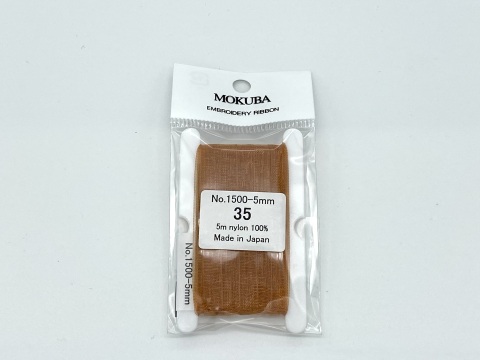 MOKUBA
EMBROIDERY RIBBON
No.1500-5mm
35
5m nylon 100%
Made in Japan
No.1500-5mm